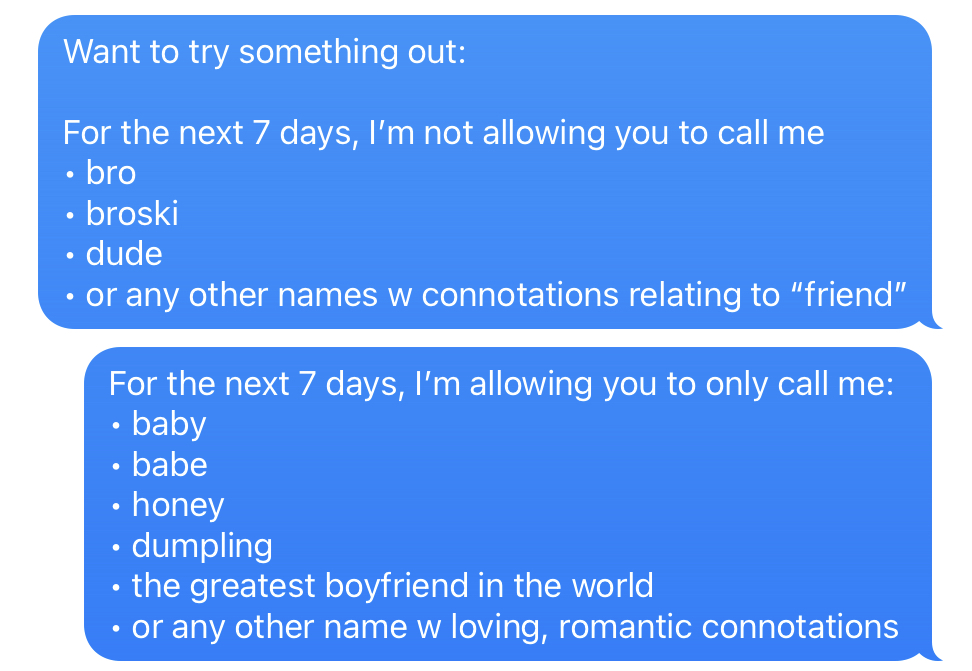 Want to try something out:
For the next 7 days, I’m not allowing you to call me
• bro
• broski
• dude
• or any other names w connotations relating to “friend”
For the next 7 days, I’m allowing you to only call me:
• baby
• babe
• honey
• dumpling
• the greatest boyfriend in the world
• or any other name w loving, romantic connotations